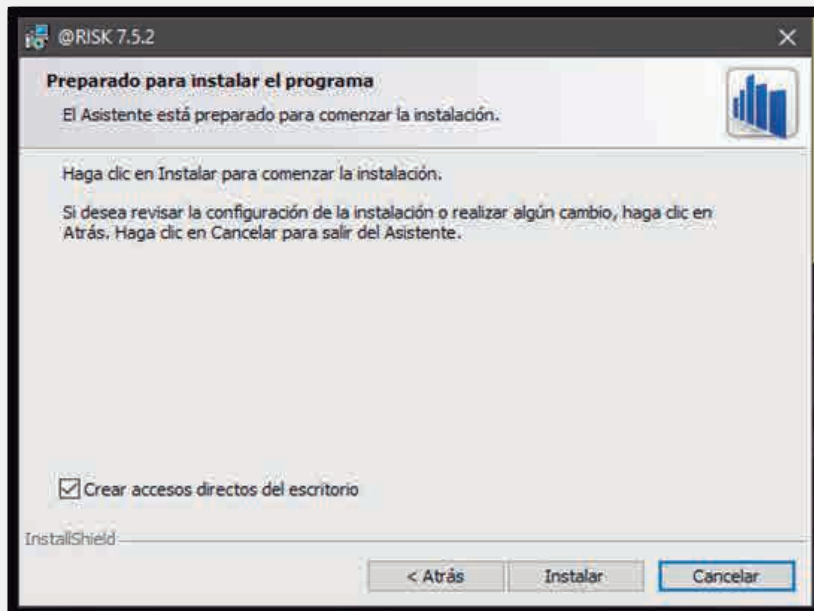 @RISK 7.5.2
Preparado para instalar el programa
El Asistente está preparado para comenzar la instalación.
Haga clic en Instalar para comenzar la instalación.
Si desea revisar la configuración de la instalación o realizar algún cambio, haga clic en
Atrás. Haga clic en Cancelar para salir del Asistente.
Crear accesos directos del escritorio
InstallShield
< Atrás
Instalar
Cancelar